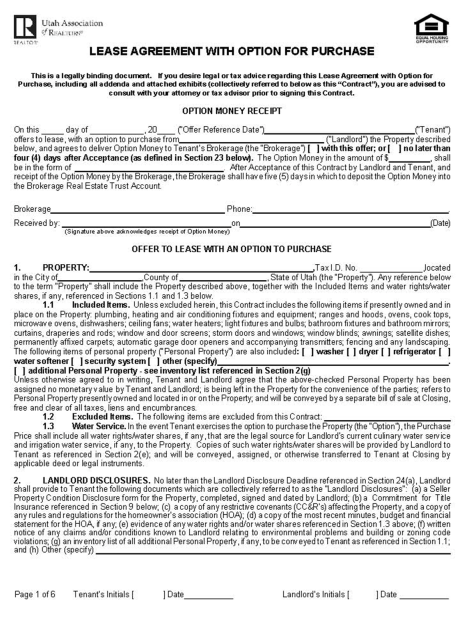 Utah Association
of REALTORS®
REALTOR®
EQUAL HOUSING
OPPORTUNITY
LEASE AGREEMENT WITH OPTION FOR PURCHASE
This is a legally binding document. If you desire legal or tax advice regarding this Lease Agreement with Option for
Purchase, including all addenda and attached exhibits (collectively referred to below as this "Contract"), you are advised to
consult with your attorney or tax advisor prior to signing this Contract.
OPTION MONEY RECEIPT
On this _____ day of ___________, 20____ ("Offer Reference Date")______________________________("Tenant")
offers to lease, with an option to purchase from______________________________ ("Landlord") the Property described
below, and agrees to deliver Option Money to Tenant's Brokerage (the "Brokerage") [ ] with this offer; or [ ] no later than
four (4) days after Acceptance (as defined in Section 23 below). The Option Money in the amount of $________, shall
be in the form of ______________________________. After Acceptance of this Contract by Landlord and Tenant, and
receipt of the Option Money by the Brokerage, the Brokerage shall have five (5) days in which to deposit the Option Money into
the Brokerage Real Estate Trust Account.
Brokerage______________________________ Phone:______________________________
Received by: ______________________________on______________________________(Date)
(Signature above acknowledges receipt of Option Money)
OFFER TO LEASE WITH AN OPTION TO PURCHASE
1. PROPERTY:______________________________,Tax I.D. No. ____________,located
in the City of______________County of ______________, State of Utah (the "Property"). Any reference below
to the term "Property" shall include the Property described above, together with the Included Items and water rights/water
shares, if any, referenced in Sections 1.1 and 1.3 below.
1.1 Included Items. Unless excluded herein, this Contract includes the following items if presently owned and in
place on the Property: plumbing, heating and air conditioning fixtures and equipment; ranges and hoods, ovens, cook tops,
microwave ovens, dishwashers; ceiling fans; water heaters; light fixtures and bulbs; bathroom fixtures and bathroom mirrors;
curtains, draperies and rods; window and door screens; storm doors and windows; window blinds; awnings; satellite dishes;
permanently affixed carpets; automatic garage door openers and accompanying transmitters; fencing and any landscaping.
The following items of personal property ("Personal Property") are also included: [ ] washer [ ] dryer [ ] refrigerator [ ]
water softener [ ] security system [ ] other (specify)______________________________.
[ ] additional Personal Property - see inventory list referenced in Section 2(g)
Unless otherwise agreed to in writing, Tenant and Landlord agree that the above-checked Personal Property has been
assigned no monetary value by Tenant and Landlord; is being left in the Property for the convenience of the parties; refers to
Personal Property presently owned and located in or on the Property; and will be conveyed by a separate bill of sale at Closing,
free and clear of all taxes, liens and encumbrances.
1.2 Excluded Items. The following items are excluded from this Contract: ______________________
1.3 Water Service. In the event Tenant exercises the option to purchase the Property (the "Option"), the Purchase
Price shall include all water rights/water shares, if any, that are the legal source for Landlord's current culinary water service
and irrigation water service, if any, to the Property. Copies of such water rights/water shares will be provided by Landlord to
Tenant as referenced in Section 2(e); and will be conveyed, assigned, or otherwise transferred to Tenant at Closing by
applicable deed or legal instruments.
2. LANDLORD DISCLOSURES. No later than the Landlord Disclosure Deadline referenced in Section 24(a), Landlord
shall provide to Tenant the following documents which are collectively referred to as the "Landlord Disclosures": (a) a Seller
Property Condition Disclosure form for the Property, completed, signed and dated by Landlord; (b) a Commitment for Title
Insurance referenced in Section 9 below; (c) a copy of any restrictive covenants (CC&R's) affecting the Property, and a copy of
any rules and regulations for the homeowner's association (HOA); (d) a copy of the most recent minutes, budget and financial
statement for the HOA, if any; (e) evidence of any water rights and/or water shares referenced in 1.3 above; (f) written
notice of any claims and/or conditions known to Landlord relating to environmental problems and building or zoning code
violations; (g) an inventory list of all additional Personal Property, if any, to be conveyed to Tenant as referenced in Section 1.1;
and (h) Other (specify) ______________________________
Page 1 of 6 Tenant's Initials [ ] Date__________ Landlord's Initials [ ] Date __________